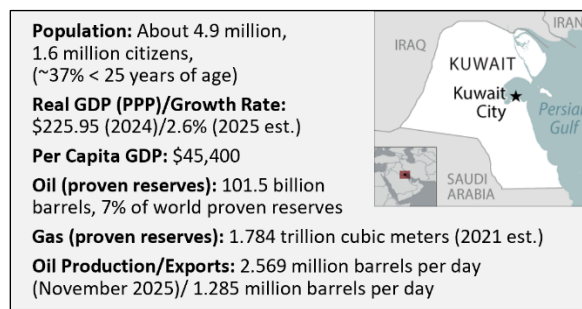 Population: About 4.9 million,
1.6 million citizens,
(~37% < 25 years of age)
Real GDP (PPP)/Growth Rate:
$225.95 (2024)/2.6% (2025 est.)
Per Capita GDP: $45,400
Oil (proven reserves): 101.5 billion
barrels, 7% of world proven reserves
Gas (proven reserves): 1.784 trillion cubic meters (2021 est.)
Oil Production/Exports: 2.569 million barrels per day
(November 2025)/ 1.285 million barrels per day
IRAQ
IRAN
KUWAIT
Kuwait
City
Persian
Gulf
SAUDI
ARABIA